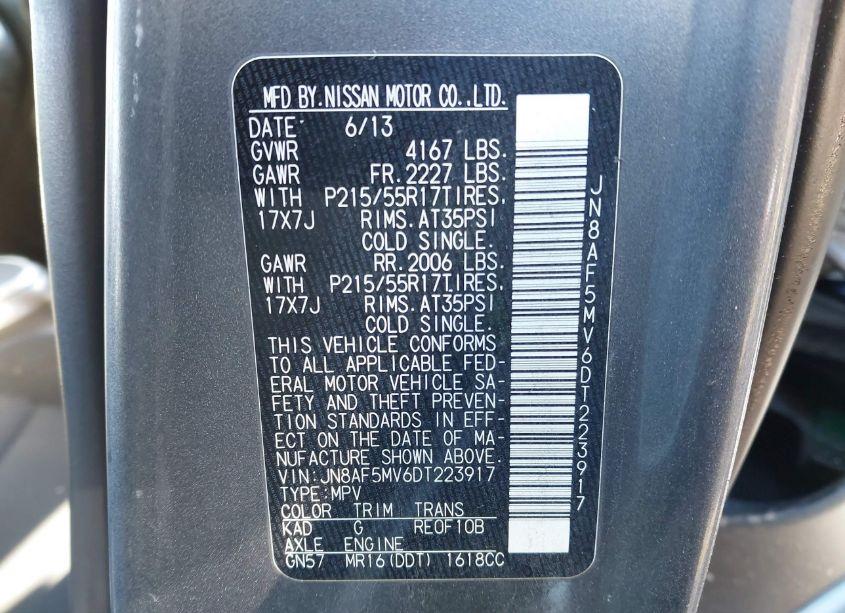 MFD BY.NISSAN MOTOR CO.,LTD.
DATE 6/13
GVWR 4167 LBS.
GAWR FR.2227 LBS.
WITH P215/55R17TIRES.
17X7J RIMS.AT35PSI
COLD SINGLE.
GAWR RR.2006 LBS.
WITH P215/55R17TIRES.
17X7J RIMS.AT35PSI
COLD SINGLE.
THIS VEHICLE CONFORMS
TO ALL APPLICABLE FED-
ERAL MOTOR VEHICLE SA-
FETY AND THEFT PREVEN-
TION STANDARDS IN EFF-
ECT ON THE DATE OF MA-
NUFACTURE SHOWN ABOVE.
VIN:JN8AF5MV6DT223917
TYPE:MPV
COLOR TRIM TRANS
KAD G RE0F10B
AXLE ENGINE
GN57 MR16(DDT) 1618CC
JN8AF5MV6DT223917